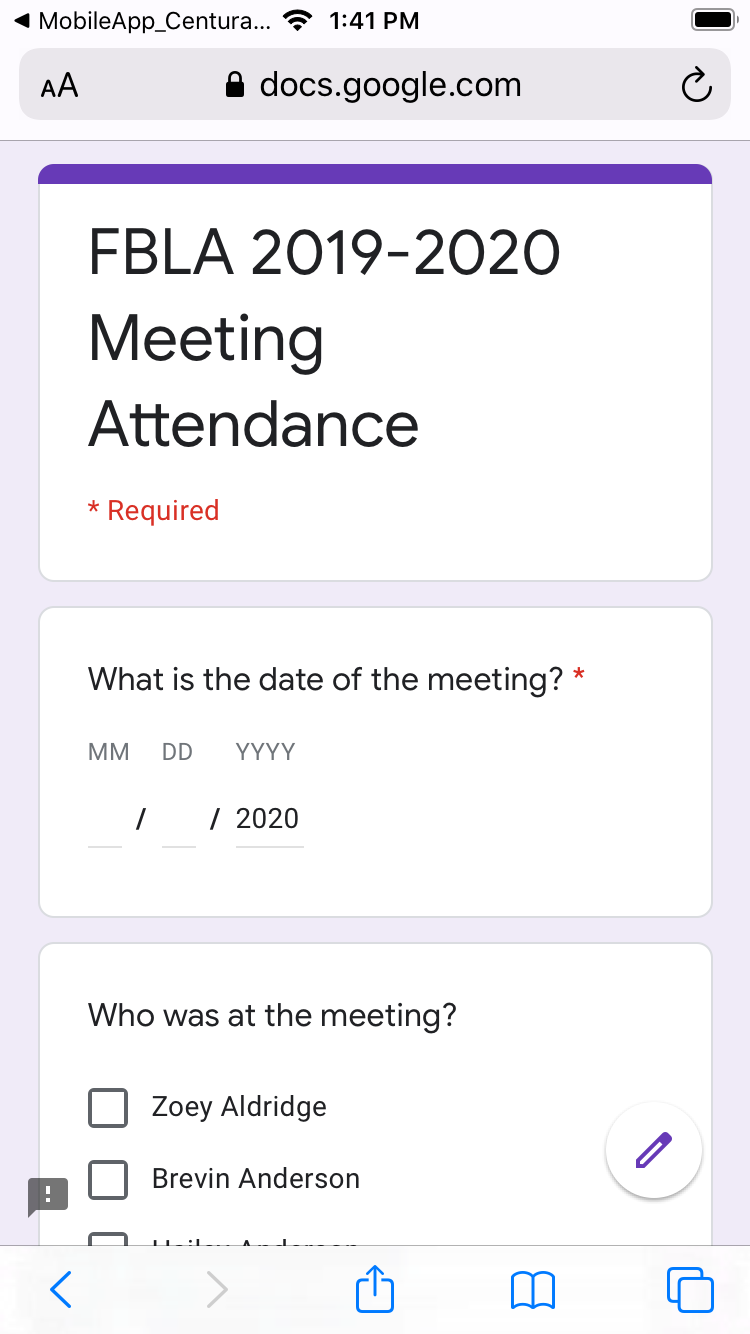 MobileApp_Centura... 1:41 PM
AA docs.google.com
FBLA 2019-2020
Meeting
Attendance
* Required
What is the date of the meeting? *
MM DD YYYY
/ / 2020
Who was at the meeting?
Zoey Aldridge
Brevin Anderson